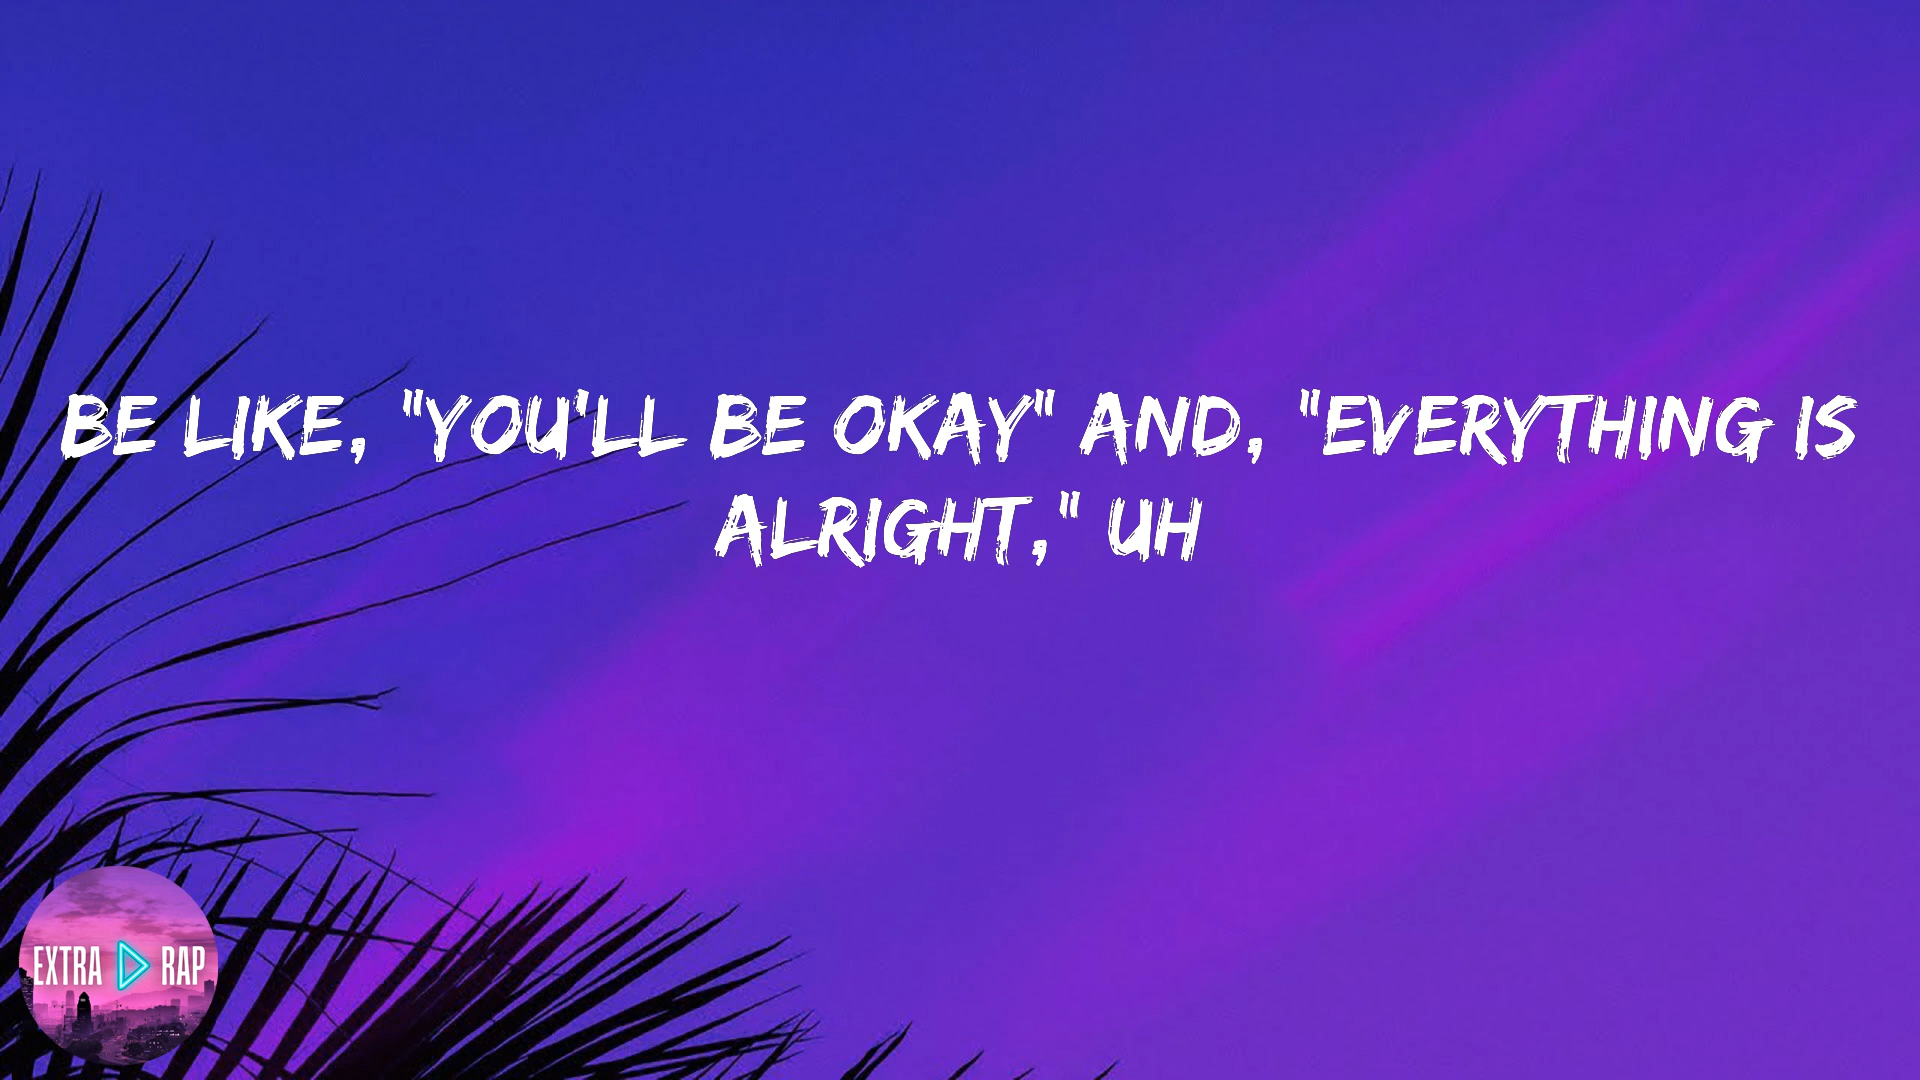 BE LIKE, "YOU'LL BE OKAY" AND, "EVERYTHING IS
ALRIGHT," UH
EXTRA RAP